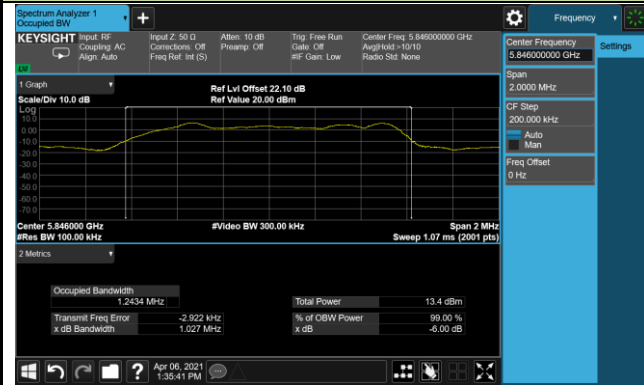 Spectrum Analyzer 1
Occupied BW
+
Frequency
KEYSIGHT
Input: RF
Coupling: AC
Align: Auto
Input Z: 50 Ω
Corrections: Off
Freq Ref: Int (S)
Atten: 10 dB
Preamp: Off
Trig: Free Run
Gate: Off
#IF Gain: Low
Center Freq: 5.846000000 GHz
Avg|Hold:>10/10
Radio Std: None
Center Frequency
5.846000000 GHz
Settings
Span
2.0000 MHz
CF Step
200.000 kHz
Auto
Man
Freq Offset
0 Hz
1 Graph
Scale/Div 10.0 dB
Ref Lvl Offset 22.10 dB
Ref Value 20.00 dBm
Log
10.0
0.00
-10.0
-20.0
-30.0
-40.0
-50.0
-60.0
-70.0
Center 5.846000 GHz
#Res BW 100.00 kHz
#Video BW 300.00 kHz
Span 2 MHz
Sweep 1.07 ms (2001 pts)
2 Metrics
Occupied Bandwidth
1.2434 MHz
Total Power 13.4 dBm
Transmit Freq Error -2.922 kHz
% of OBW Power 99.00 %
x dB Bandwidth 1.027 MHz
x dB -6.00 dB
?
Apr 06, 2021
1:35:41 PM